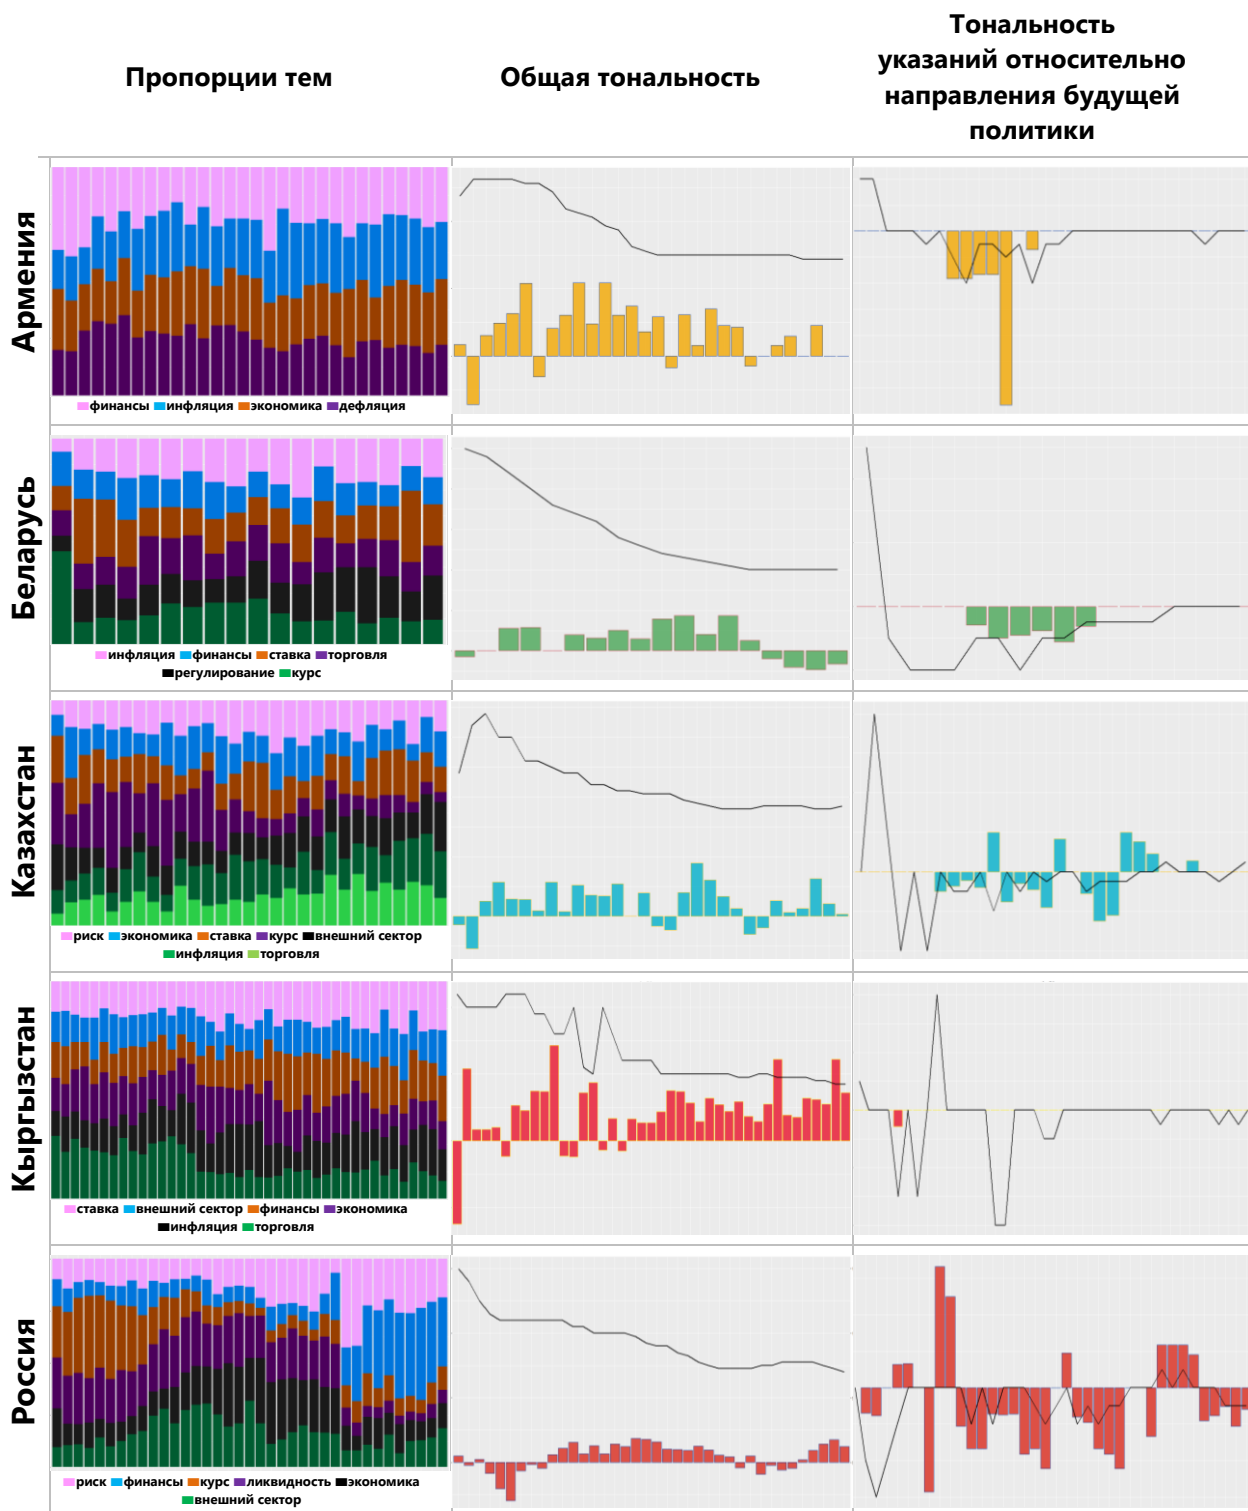 Пропорции тем
Общая тональность
Тональность
указаний относительно
направления будущей
политики
Армения
финансы инфляция экономика дефляция
Беларусь
инфляция финансы ставка торговля
регулирование курс
Казахстан
риск экономика ставка курс внешний сектор
инфляция торговля
Кыргызстан
ставка внешний сектор финансы экономика
инфляция торговля
Россия
риск финансы курс ликвидность экономика
внешний сектор